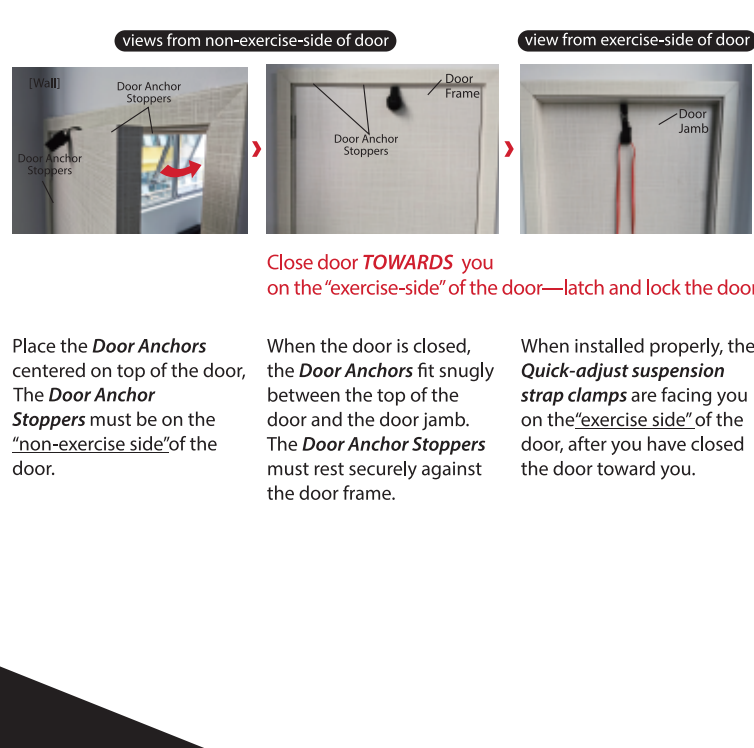 views from non-exercise-side of door
view from exercise-side of door
[Wall]
Door Anchor
Stoppers
Door Anchor
Stoppers
Door
Frame
Door Anchor
Stoppers
Door
Jamb
Close door TOWARDS you
on the “exercise-side” of the door—latch and lock the door
Place the Door Anchors
centered on top of the door,
The Door Anchor
Stoppers must be on the
“non-exercise side”of the
door.
When the door is closed,
the Door Anchors fit snugly
between the top of the
door and the door jamb.
The Door Anchor Stoppers
must rest securely against
the door frame.
When installed properly, the
Quick-adjust suspension
strap clamps are facing you
on the“exercise side” of the
door, after you have closed
the door toward you.